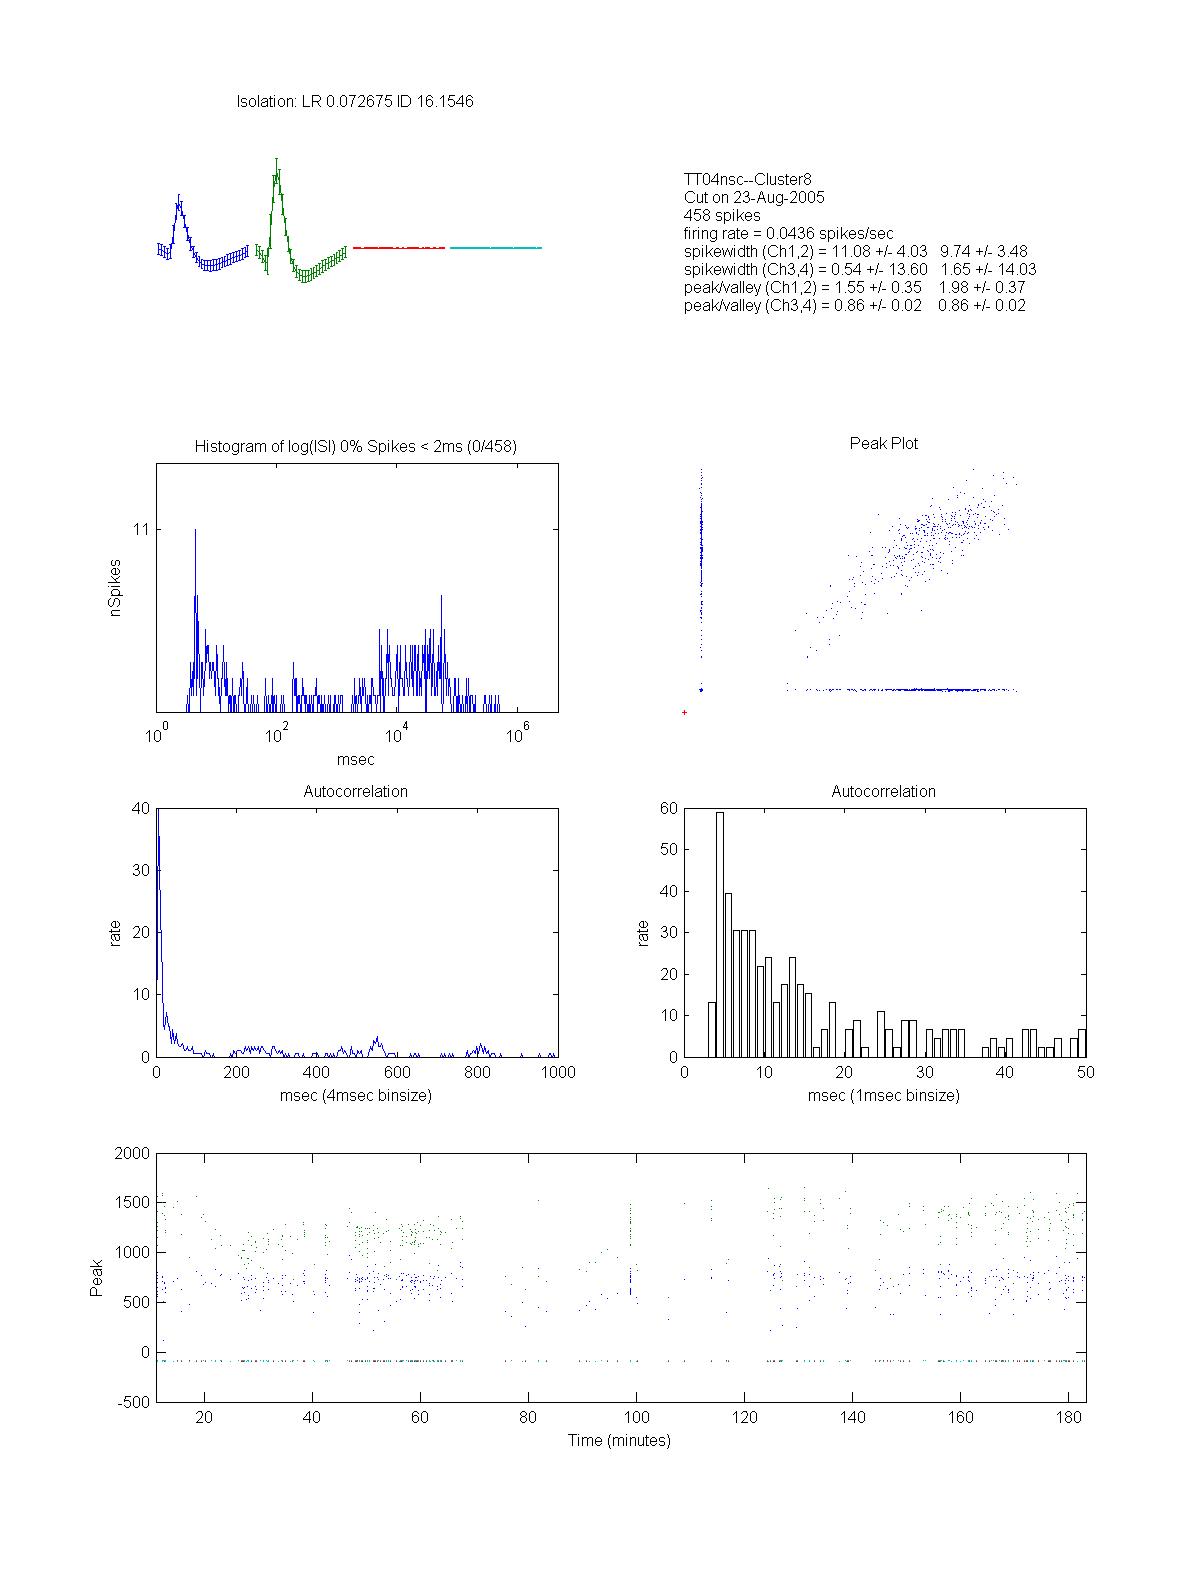 Isolation: LR 0.072675 ID 16.1546
TT04nsc--Cluster8
Cut on 23-Aug-2005
458 spikes
firing rate = 0.0436 spikes/sec
spikewidth (Ch1,2) = 11.08 +/- 4.03 9.74 +/- 3.48
spikewidth (Ch3,4) = 0.54 +/- 13.60 1.65 +/- 14.03
peak/valley (Ch1,2) = 1.55 +/- 0.35 1.98 +/- 0.37
peak/valley (Ch3,4) = 0.86 +/- 0.02 0.86 +/- 0.02
Histogram of log(ISI) 0% Spikes < 2ms (0/458)
11
nSpikes
10^0 10^2 10^4 10^6
msec
Peak Plot
Autocorrelation
40
30
20
10
0
rate
0 200 400 600 800 1000
msec (4msec binsize)
Autocorrelation
60
50
40
30
20
10
0
rate
0 10 20 30 40 50
msec (1msec binsize)
2000
1500
1000
500
0
-500
Peak
20 40 60 80 100 120 140 160 180
Time (minutes)